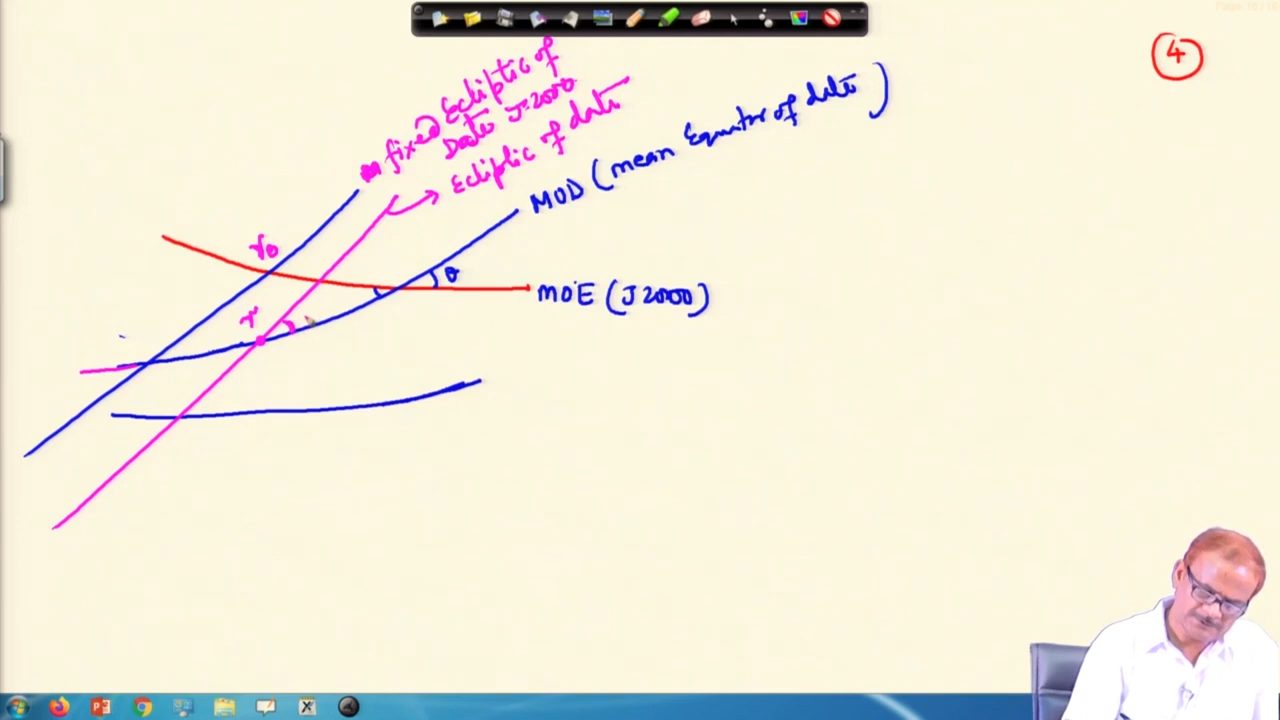 ④
fixed Ecliptic of
Date J2000
Ecliptic of date
MOD (mean Equator of date)
γ₀
θ
MOE (J2000)
γ